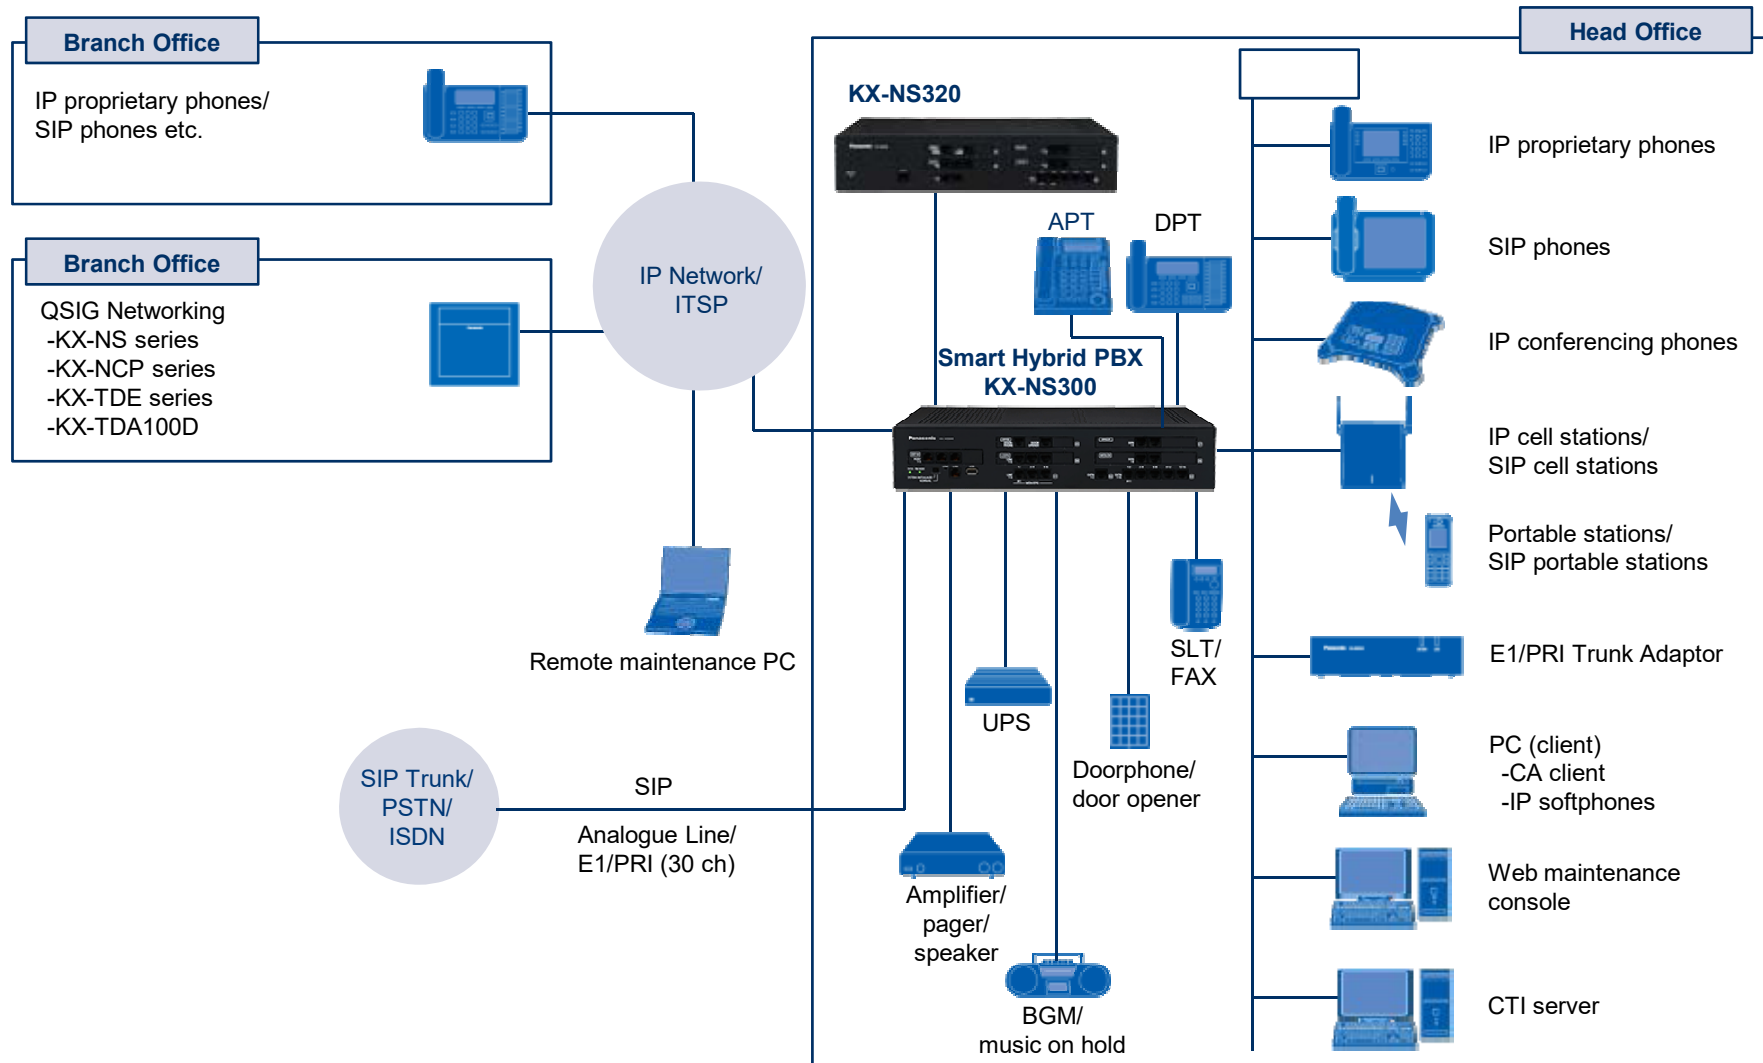 Branch Office
IP proprietary phones/
SIP phones etc.
Branch Office
QSIG Networking
-KX-NS series
-KX-NCP series
-KX-TDE series
-KX-TDA100D
IP Network/
ITSP
Remote maintenance PC
SIP Trunk/
PSTN/
ISDN
SIP
Analogue Line/
E1/PRI (30 ch)
Head Office
KX-NS320
Panasonic
APT
DPT
Smart Hybrid PBX
KX-NS300
Panasonic
SLT/
FAX
UPS
Doorphone/
door opener
Amplifier/
pager/
speaker
BGM/
music on hold
IP proprietary phones
SIP phones
IP conferencing phones
IP cell stations/
SIP cell stations
Portable stations/
SIP portable stations
Panasonic
E1/PRI Trunk Adaptor
PC (client)
-CA client
-IP softphones
Web maintenance
console
CTI server